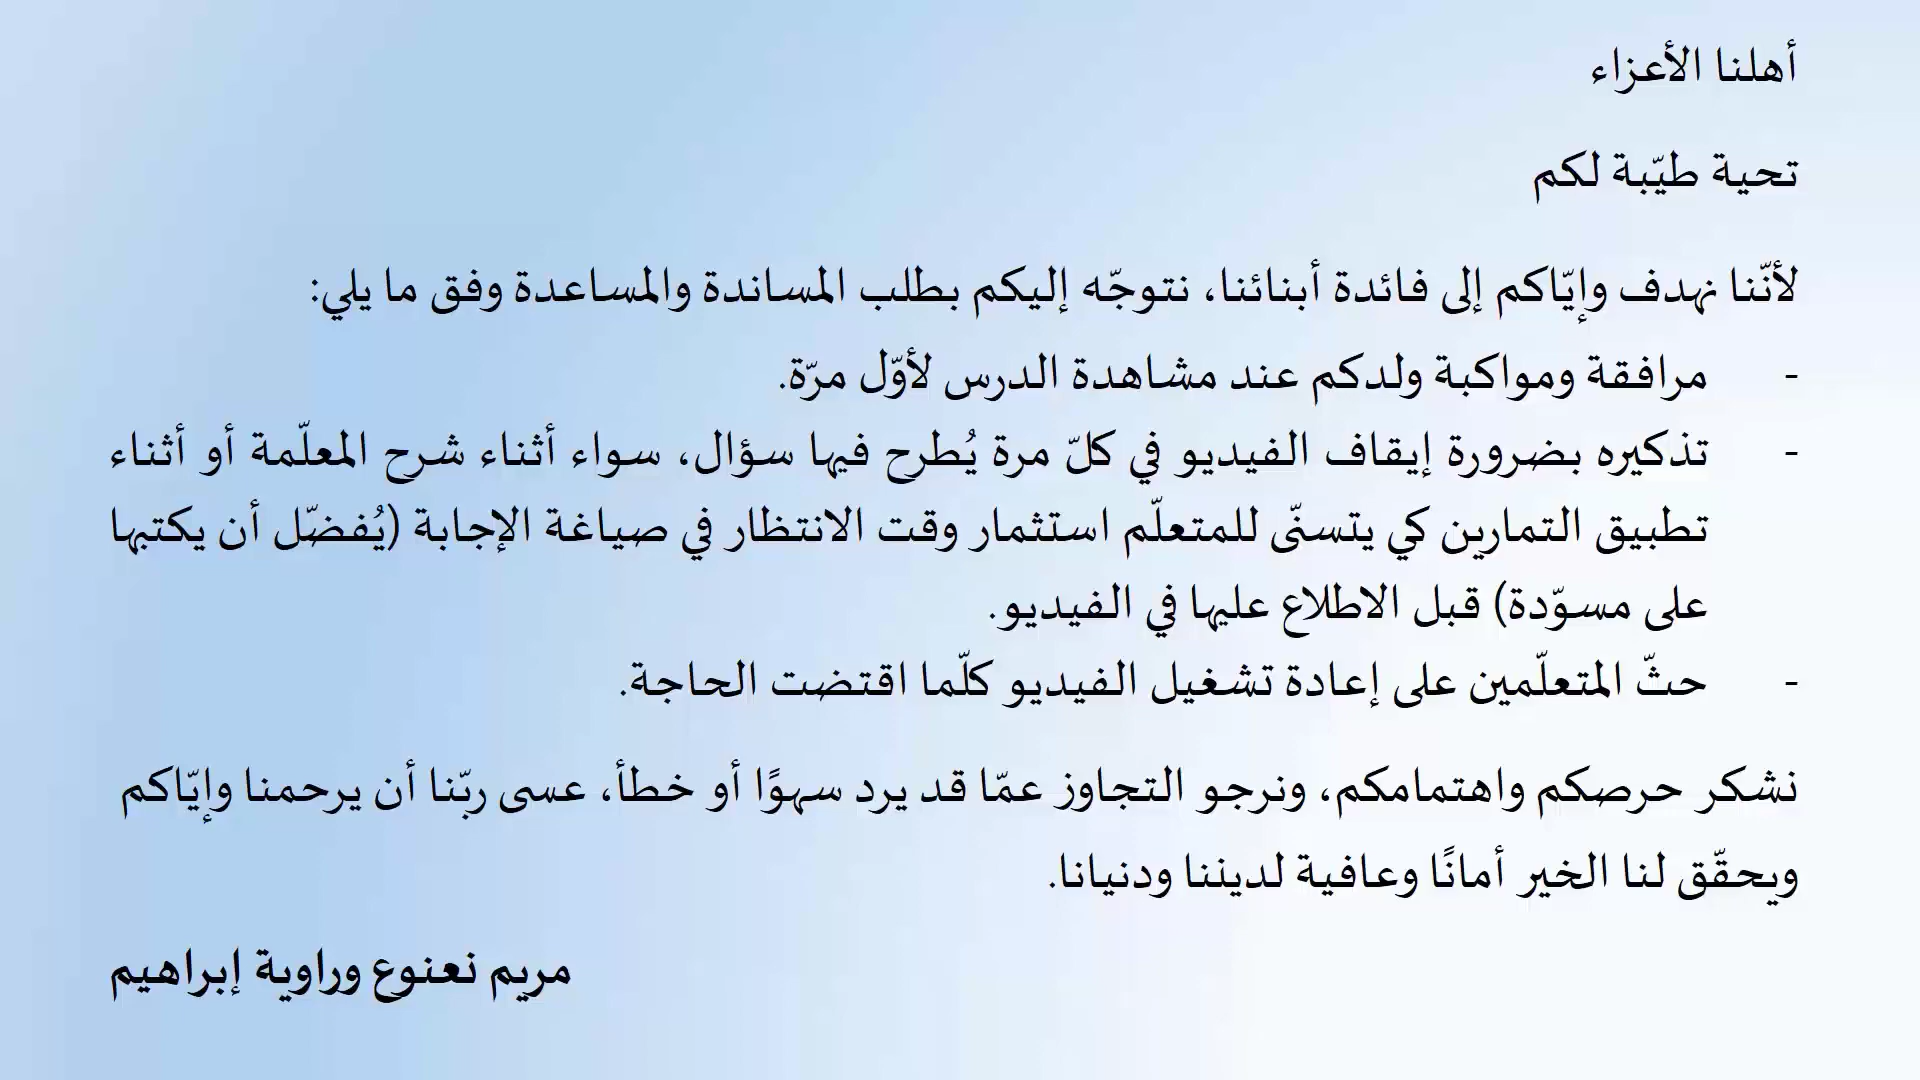 أهلنا الأعزاء
تحية طيّبة لكم
لأنّنا نهدف وإيّاكم إلى فائدة أبنائنا، نتوجّه إليكم بطلب المساندة والمساعدة وفق ما يلي:
- مرافقة ومواكبة ولدكم عند مشاهدة الدرس لأوّل مرّة.
- تذكيره بضرورة إيقاف الفيديو في كلّ مرة يُطرح فيها سؤال، سواء أثناء شرح المعلّمة أو أثناء
تطبيق التمارين كي يتسنّى للمتعلّم استثمار وقت الانتظار في صياغة الإجابة (يُفضّل أن يكتبها
على مسوّدة) قبل الاطلاع عليها في الفيديو.
- حثّ المتعلّمين على إعادة تشغيل الفيديو كلّما اقتضت الحاجة.
نشكر حرصكم واهتمامكم، ونرجو التجاوز عمّا قد يرد سهوًا أو خطأ، عسى ربّنا أن يرحمنا وإيّاكم
ويحقّق لنا الخير أمانًا وعافية لديننا ودنيانا.
مريم نعنوع وراوية إبراهيم